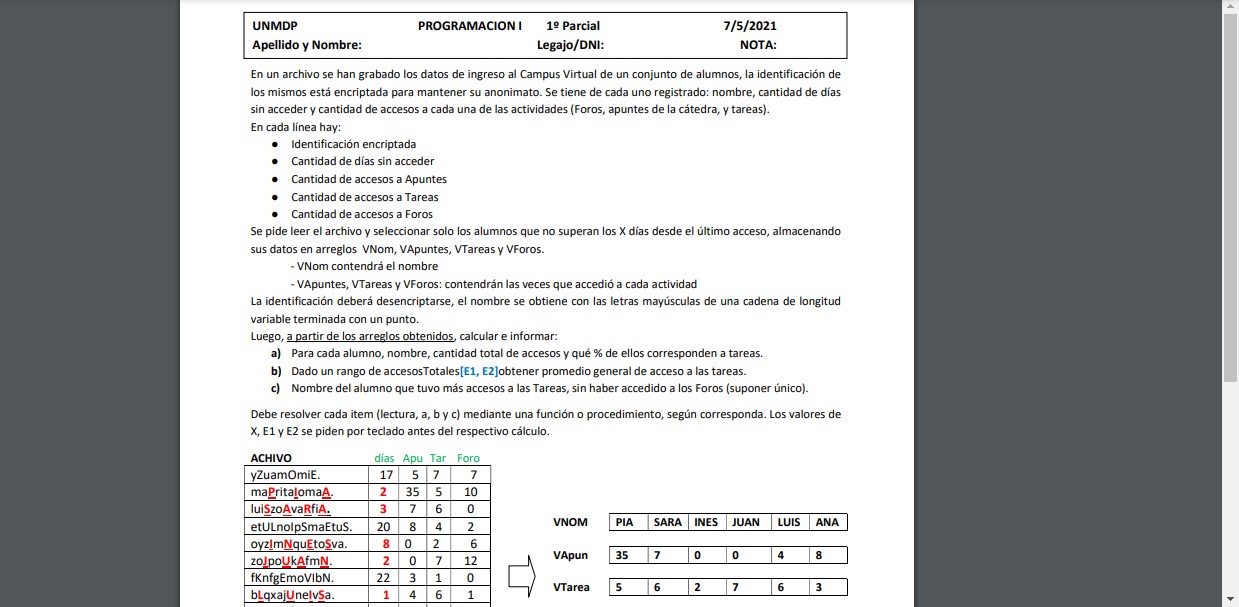 UNMDP PROGRAMACION I 1º Parcial 7/5/2021
Apellido y Nombre: Legajo/DNI: NOTA:
En un archivo se han grabado los datos de ingreso al Campus Virtual de un conjunto de alumnos, la identificación de
los mismos está encriptada para mantener su anonimato. Se tiene de cada uno registrado: nombre, cantidad de días
sin acceder y cantidad de accesos a cada una de las actividades (Foros, apuntes de la cátedra, y tareas).
En cada línea hay:
● Identificación encriptada
● Cantidad de días sin acceder
● Cantidad de accesos a Apuntes
● Cantidad de accesos a Tareas
● Cantidad de accesos a Foros
Se pide leer el archivo y seleccionar solo los alumnos que no superan los X días desde el último acceso, almacenando
sus datos en arreglos VNom, VApuntes, VTareas y VForos.
- VNom contendrá el nombre
- VApuntes, VTareas y VForos: contendrán las veces que accedió a cada actividad
La identificación deberá desencriptarse, el nombre se obtiene con las letras mayúsculas de una cadena de longitud
variable terminada con un punto.
Luego, a partir de los arreglos obtenidos, calcular e informar:
a) Para cada alumno, nombre, cantidad total de accesos y qué % de ellos corresponden a tareas.
b) Dado un rango de accesosTotales[E1, E2]obtener promedio general de acceso a las tareas.
c) Nombre del alumno que tuvo más accesos a las Tareas, sin haber accedido a los Foros (suponer único).
Debe resolver cada item (lectura, a, b y c) mediante una función o procedimiento, según corresponda. Los valores de
X, E1 y E2 se piden por teclado antes del respectivo cálculo.
ACHIVO días Apu Tar Foro
yZuamOmiE. 17 5 7 7
maPritaIomaA. 2 35 5 10
luiSzoAvaRfiA. 3 7 6 0
etULnoIpSmaEtuS. 20 8 4 2
oyzImNquEtoSva. 8 0 2 6
zoJpoUkAfmN. 2 0 7 12
fKnfgEmoVIbN. 22 3 1 0
bLqxajUneIvSa. 1 4 6 1
VNOM PIA SARA INES JUAN LUIS ANA
VApun 35 7 0 0 4 8
VTarea 5 6 2 7 6 3